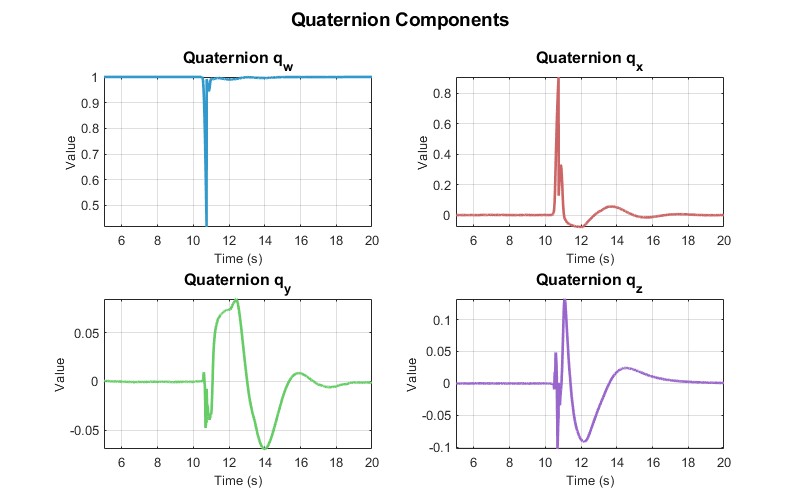 Quaternion Components
Quaternion q_w
1
0.9
0.8
0.7
0.6
0.5
Value
6 8 10 12 14 16 18 20
Time (s)
Quaternion q_x
0.8
0.6
0.4
0.2
0
Value
6 8 10 12 14 16 18 20
Time (s)
Quaternion q_y
0.05
0
-0.05
Value
6 8 10 12 14 16 18 20
Time (s)
Quaternion q_z
0.1
0.05
0
-0.05
-0.1
Value
6 8 10 12 14 16 18 20
Time (s)